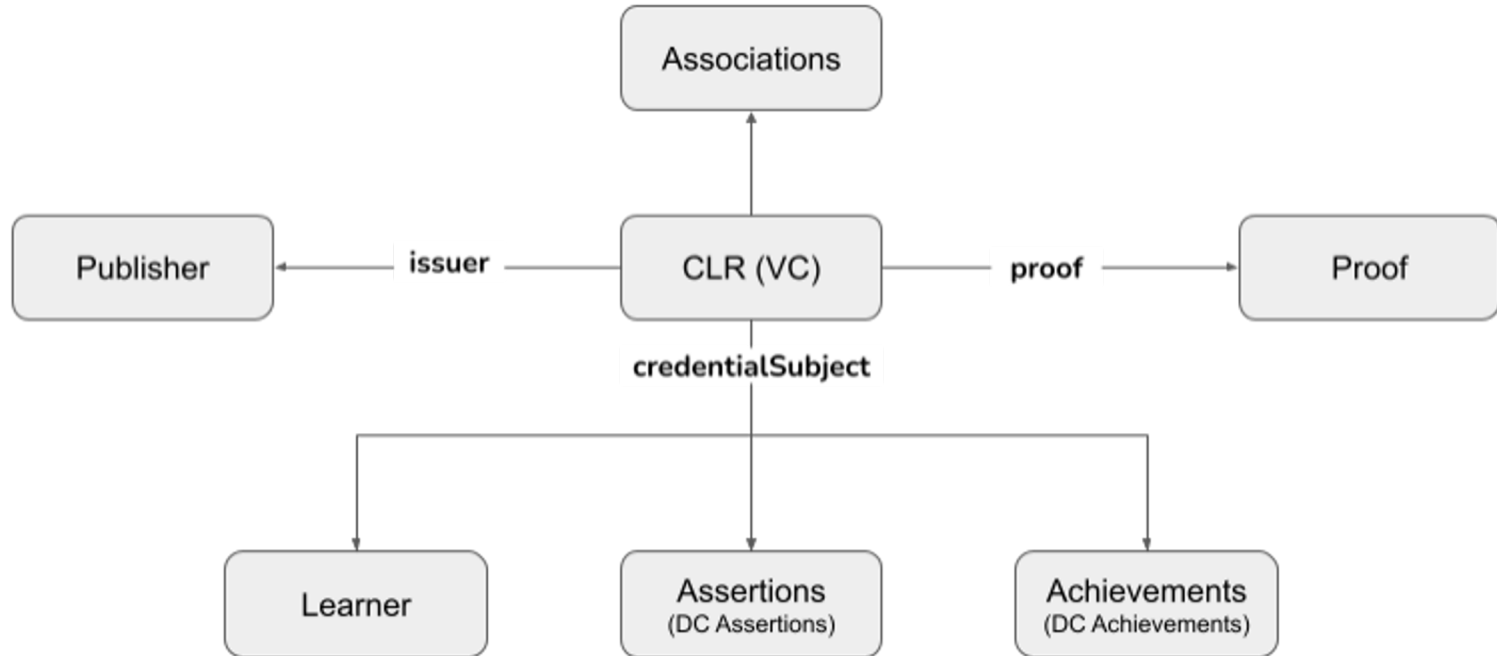 Associations
Publisher
issuer
CLR (VC)
proof
Proof
credentialSubject
Learner
Assertions
(DC Assertions)
Achievements
(DC Achievements)